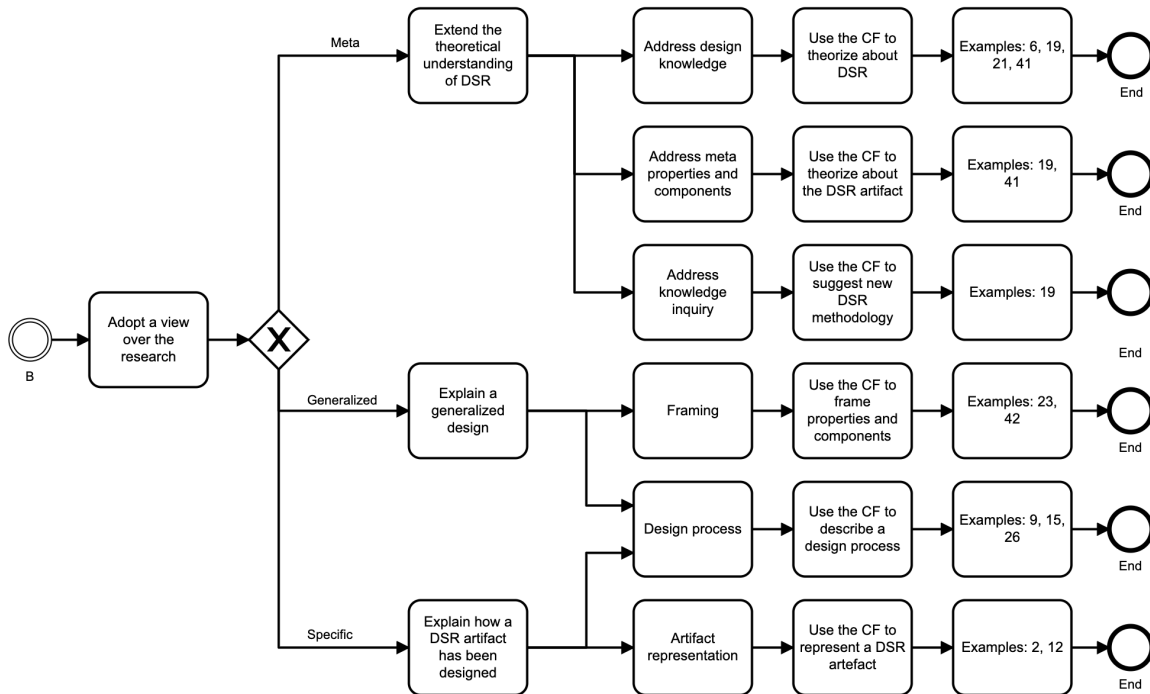 Meta
Extend the
theoretical
understanding
of DSR
Address design
knowledge
Use the CF to
theorize about
DSR
Examples: 6, 19,
21, 41
End
Address meta
properties and
components
Use the CF to
theorize about
the DSR artifact
Examples: 19,
41
End
Address
knowledge
inquiry
Use the CF to
suggest new
DSR
methodology
Examples: 19
End
B
Adopt a view
over the
research
X
Generalized
Explain a
generalized
design
Framing
Use the CF to
frame
properties and
components
Examples: 23,
42
End
Design process
Use the CF to
describe a
design process
Examples: 9, 15,
26
End
Specific
Explain how a
DSR artifact
has been
designed
Artifact
representation
Use the CF to
represent a DSR
artefact
Examples: 2, 12
End